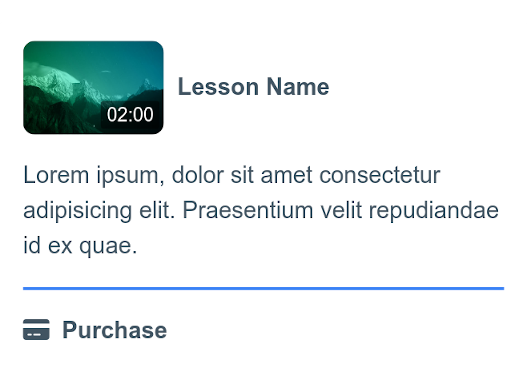 02:00
Lesson Name
Lorem ipsum, dolor sit amet consectetur
adipisicing elit. Praesentium velit repudiandae
id ex quae.
Purchase